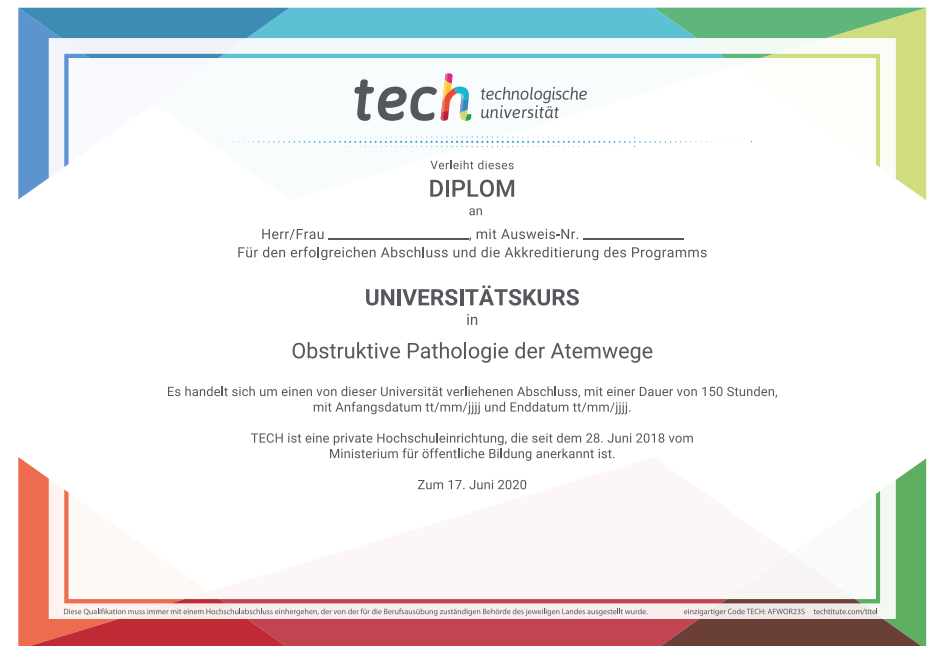 tech technologische
universität
Verleiht dieses
DIPLOM
an
Herr/Frau ____________, mit Ausweis-Nr. ____________
Für den erfolgreichen Abschluss und die Akkreditierung des Programms
UNIVERSITÄTSKURS
in
Obstruktive Pathologie der Atemwege
Es handelt sich um einen von dieser Universität verliehenen Abschluss, mit einer Dauer von 150 Stunden,
mit Anfangsdatum tt/mm/jjjj und Enddatum tt/mm/jjjj.
TECH ist eine private Hochschuleinrichtung, die seit dem 28. Juni 2018 vom
Ministerium für öffentliche Bildung anerkannt ist.
Zum 17. Juni 2020
Diese Qualifikation muss immer mit einem Hochschulabschluss einhergehen, der von der für die Berufsausübung zuständigen Behörde des jeweiligen Landes ausgestellt wurde. einzigartiger Code TECH: AFWOR23S techtitute.com/titel